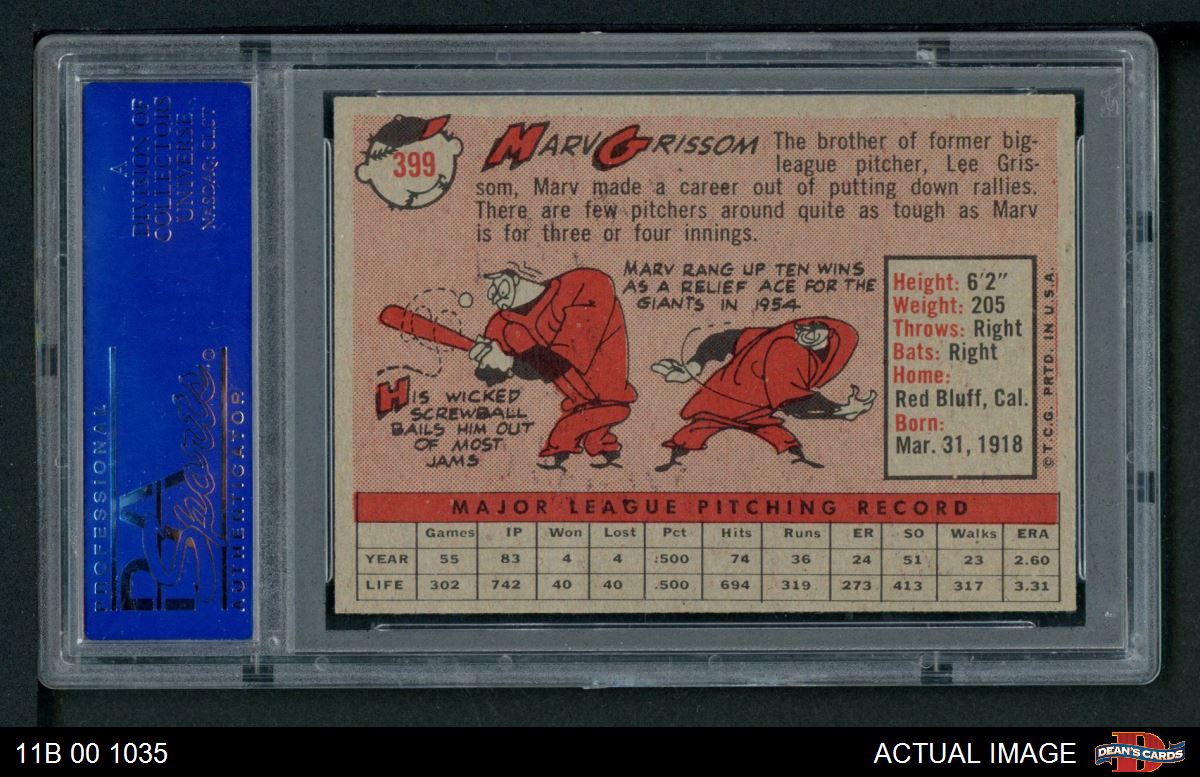 A
DIVISION OF
COLLECTORS
UNIVERSE
NASDAQ: CLCT
PROFESSIONAL
PSA
Sports
AUTHENTICATOR
399
MARV GRISSOM
The brother of former big-
league pitcher, Lee Gris-
som, Marv made a career out of putting down rallies.
There are few pitchers around quite as tough as Marv
is for three or four innings.
HIS WICKED
SCREWBALL
BAILS HIM OUT
OF MOST
JAMS
MARV RANG UP TEN WINS
AS A RELIEF ACE FOR THE
GIANTS IN 1954
Height: 6'2"
Weight: 205
Throws: Right
Bats: Right
Home:
Red Bluff, Cal.
Born:
Mar. 31, 1918
©T.C.G. PRTD. IN U.S.A.
MAJOR LEAGUE PITCHING RECORD
Games IP Won Lost Pct Hits Runs ER SO Walks ERA
YEAR 55 83 4 4 .500 74 36 24 51 23 2.60
LIFE 302 742 40 40 .500 694 319 273 413 317 3.31
11B 00 1035
ACTUAL IMAGE
DEAN'S CARDS